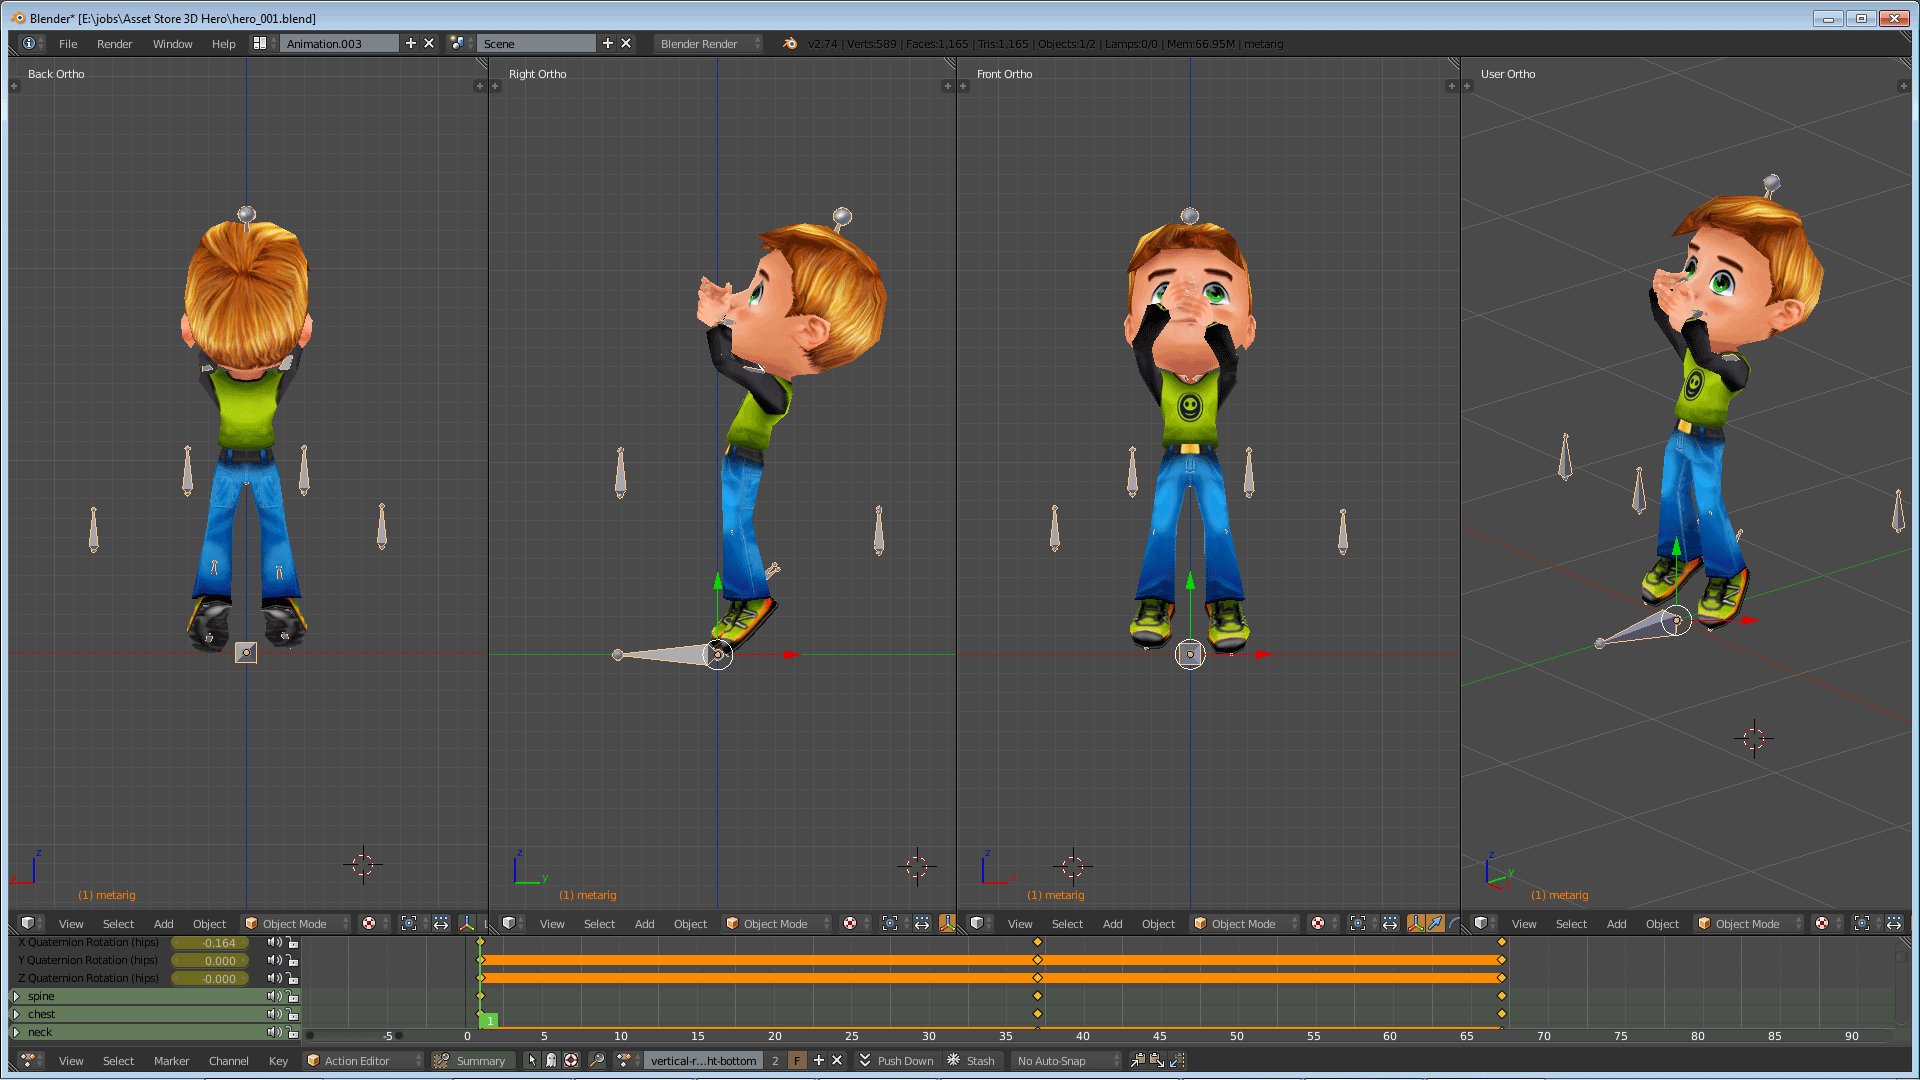 Blender* [E:\jobs\Asset Store 3D Hero\hero_001.blend]
File Render Window Help Animation.003 Scene Blender Render v2.74 | Verts:589 | Faces:1,165 | Tris:1,165 | Objects:1/2 | Lamps:0/0 | Mem:66.95M | metarig
Back Ortho Right Ortho Front Ortho User Ortho
z z z z
y x y
(1) metarig (1) metarig (1) metarig (1) metarig
View Select Add Object Object Mode View Select Add Object Object Mode View Select Add Object Object Mode View Select Add Object Object Mode
X Quaternion Rotation (hips) -0.164
Y Quaternion Rotation (hips) 0.000
Z Quaternion Rotation (hips) -0.000
spine
chest
neck
1
-5 0 5 10 15 20 25 30 35 40 45 50 55 60 65 70 75 80 85 90
View Select Marker Channel Key Action Editor Summary vertical-r...ht-bottom 2 F Push Down Stash No Auto-Snap